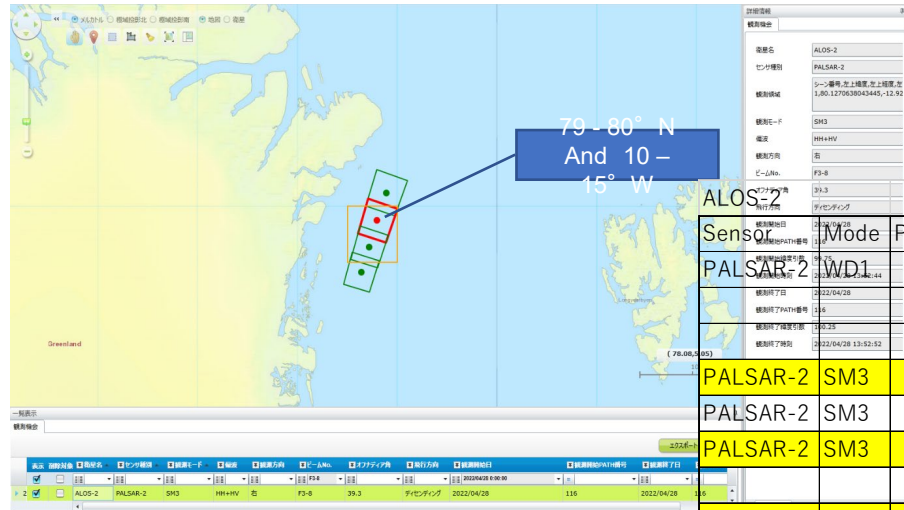 メルカトル 極域投影北 極域投影南 地図 衛星
79 - 80° N
And 10 –
15° W
Greenland
( 78.08,5.05)
詳細情報
観測機会
衛星名 ALOS-2
センサ種別 PALSAR-2
観測領域 シーン番号,左上緯度,左上経度,左
1,80.1270638043445,-12.92
観測モード SM3
偏波 HH+HV
観測方向 右
ビームNo. F3-8
オフナディア角 39.3
飛行方向 ディセンディング
観測開始日 2022/04/28
観測開始PATH番号 116
観測開始緯度引数 99.75
観測開始時刻 2022/04/28 13:52:44
観測終了日 2022/04/28
観測終了PATH番号 116
観測終了緯度引数 100.25
観測終了時刻 2022/04/28 13:52:52
ALOS-2
Sensor Mode P
PALSAR-2 WD1
PALSAR-2 SM3
PALSAR-2 SM3
PALSAR-2 SM3
一覧表示
観測機会
エクスポート
表示 削除対象 衛星名 センサ種別 観測モード 偏波 観測方向 ビームNo. オフナディア角 飛行方向 観測開始日 観測開始PATH番号 観測終了日
F3-8 2022/04/28 0:00:00 =
2 ALOS-2 PALSAR-2 SM3 HH+HV 右 F3-8 39.3 ディセンディング 2022/04/28 116 2022/04/28 116